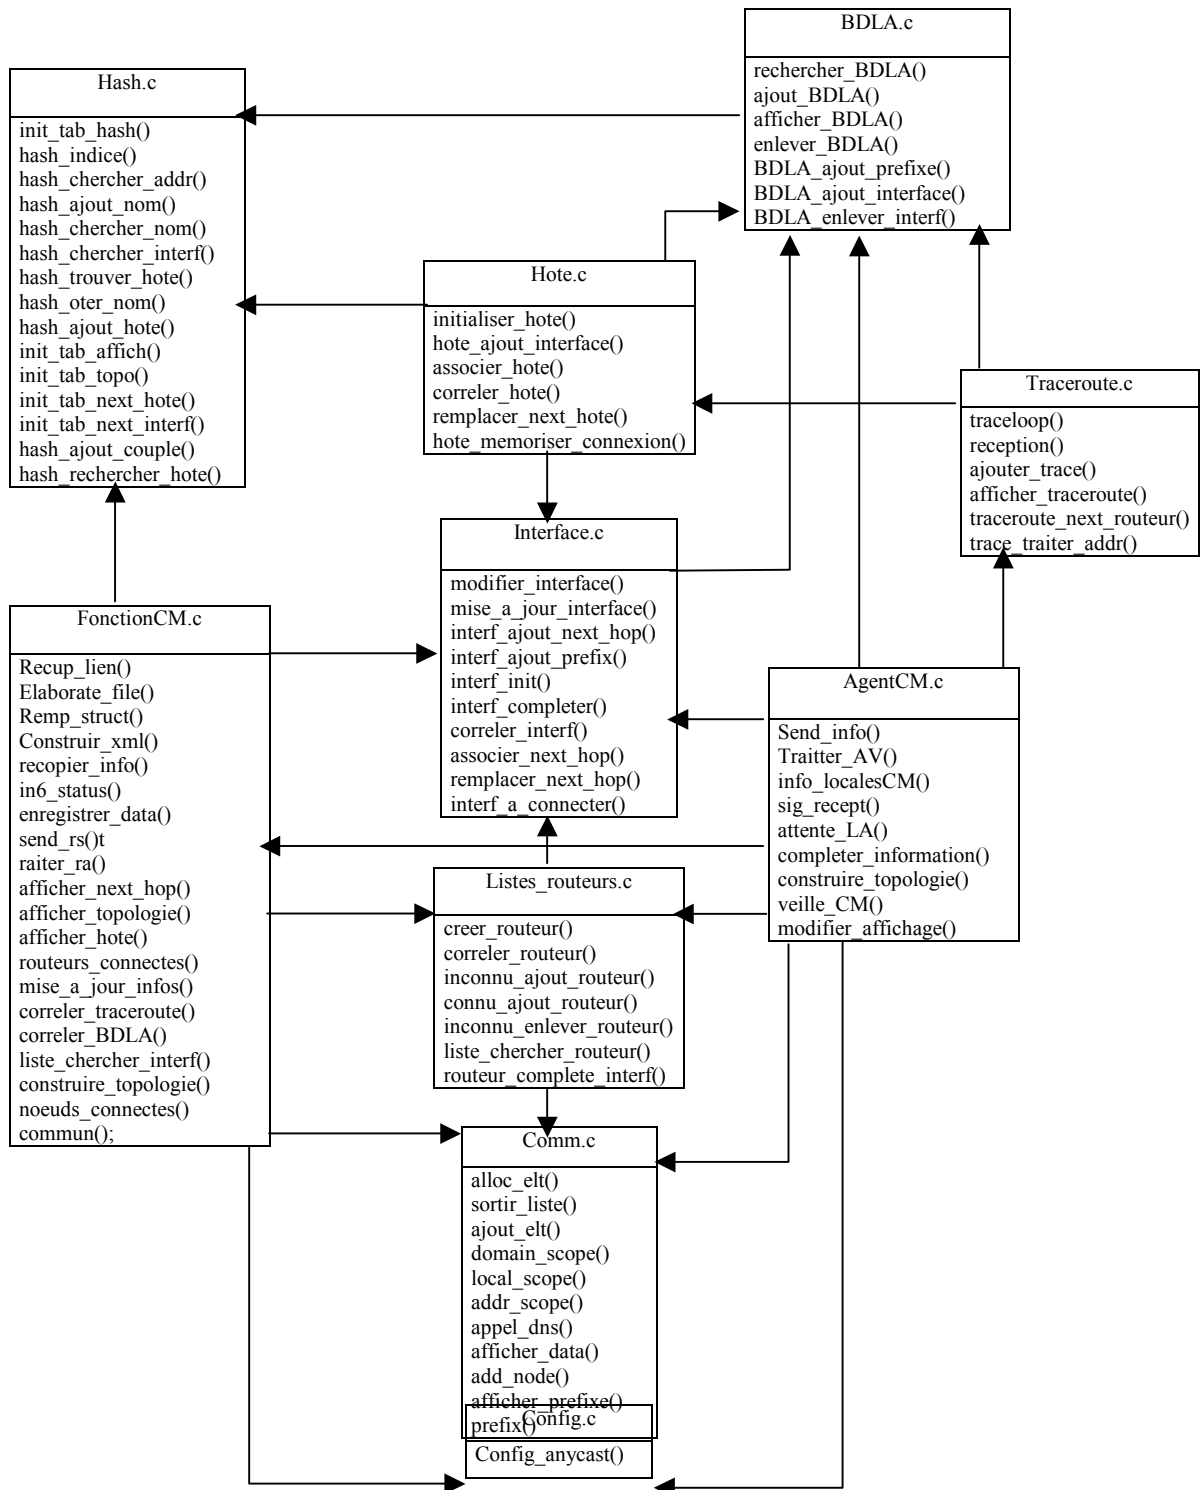 BDLA.c
rechercher_BDLA()
ajout_BDLA()
afficher_BDLA()
enlever_BDLA()
BDLA_ajout_prefixe()
BDLA_ajout_interface()
BDLA_enlever_interf()
Hash.c
init_tab_hash()
hash_indice()
hash_chercher_addr()
hash_ajout_nom()
hash_chercher_nom()
hash_chercher_interf()
hash_trouver_hote()
hash_oter_nom()
hash_ajout_hote()
init_tab_affich()
init_tab_topo()
init_tab_next_hote()
init_tab_next_interf()
hash_ajout_couple()
hash_rechercher_hote()
Hote.c
initialiser_hote()
hote_ajout_interface()
associer_hote()
correler_hote()
remplacer_next_hote()
hote_memoriser_connexion()
Traceroute.c
traceloop()
reception()
ajouter_trace()
afficher_traceroute()
traceroute_next_routeur()
trace_traiter_addr()
Interface.c
modifier_interface()
mise_a_jour_interface()
interf_ajout_next_hop()
interf_ajout_prefix()
interf_init()
interf_completer()
correler_interf()
associer_next_hop()
remplacer_next_hop()
interf_a_connecter()
FonctionCM.c
Recup_lien()
Elaborate_file()
Remp_struct()
Construir_xml()
recopier_info()
in6_status()
enregistrer_data()
send_rs()t
raiter_ra()
afficher_next_hop()
afficher_topologie()
afficher_hote()
routeurs_connectes()
mise_a_jour_infos()
correler_traceroute()
correler_BDLA()
liste_chercher_interf()
construire_topologie()
noeuds_connectes()
commun();
AgentCM.c
Send_info()
Traitter_AV()
info_localesCM()
sig_recept()
attente_LA()
completer_information()
construire_topologie()
veille_CM()
modifier_affichage()
Listes_routeurs.c
creer_routeur()
correler_routeur()
inconnu_ajout_routeur()
connu_ajout_routeur()
inconnu_enlever_routeur()
liste_chercher_routeur()
routeur_complete_interf()
Comm.c
alloc_elt()
sortir_liste()
ajout_elt()
domain_scope()
local_scope()
addr_scope()
appel_dns()
afficher_data()
add_node()
afficher_prefixe()
prefix()
Config.c
Config_anycast()